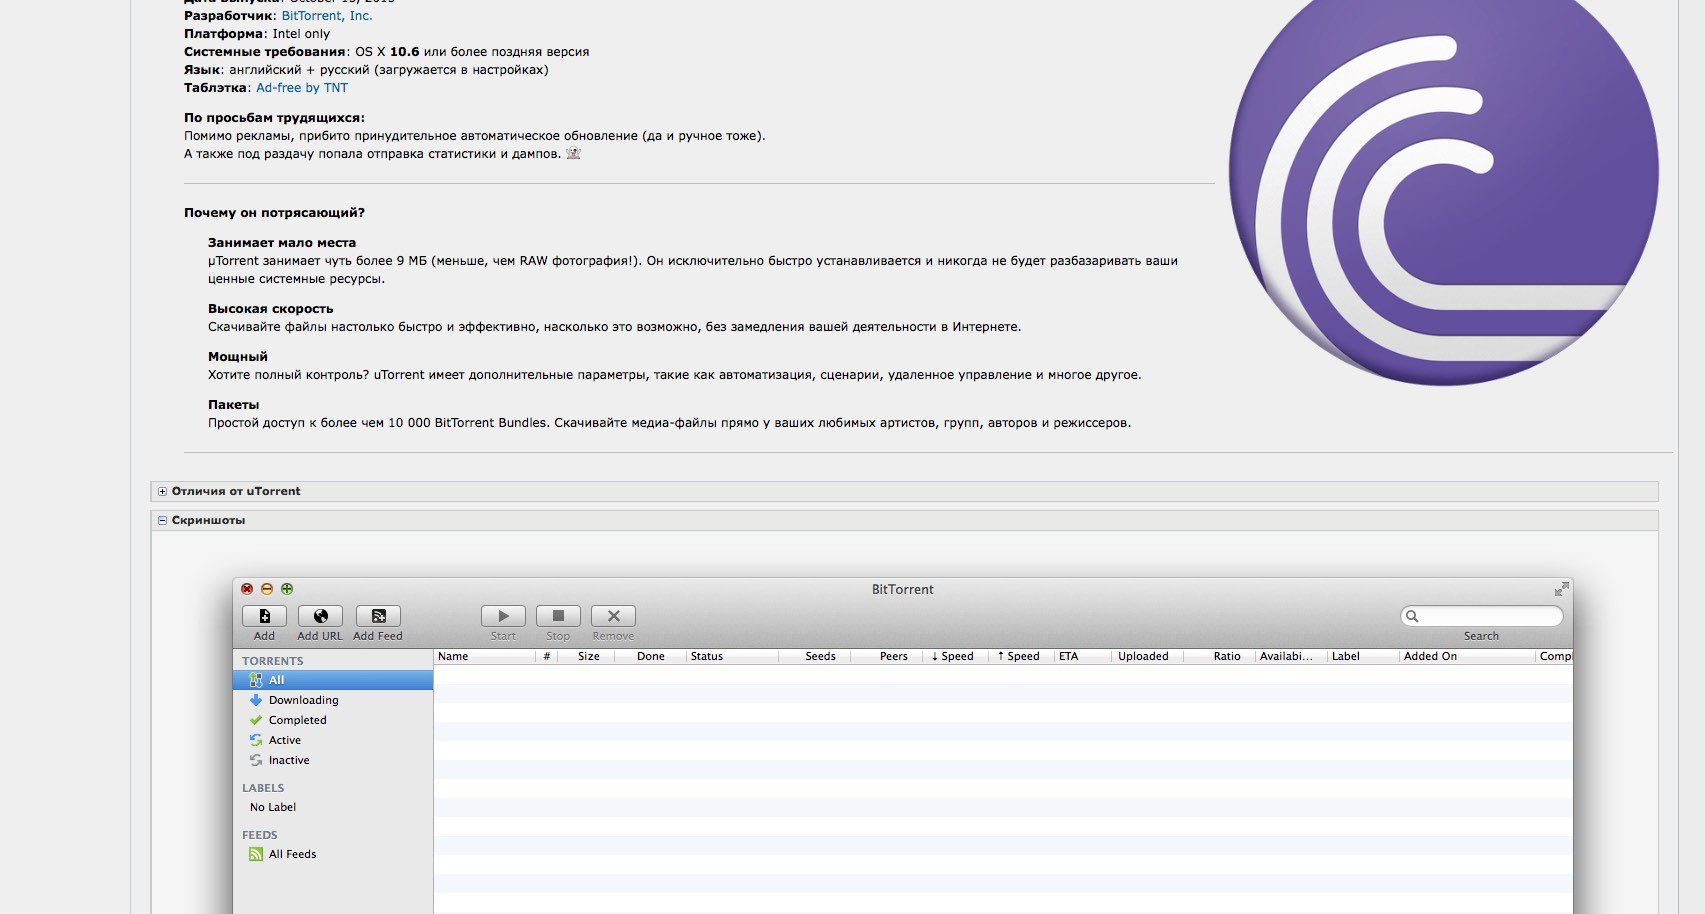 Дата выпуска: October 15, 2015
Разработчик: BitTorrent, Inc.
Платформа: Intel only
Системные требования: OS X 10.6 или более поздняя версия
Язык: английский + русский (загружается в настройках)
Таблэтка: Ad-free by TNT
По просьбам трудящихся:
Помимо рекламы, прибито принудительное автоматическое обновление (да и ручное тоже).
А также под раздачу попала отправка статистики и дампов.
Почему он потрясающий?
Занимает мало места
µTorrent занимает чуть более 9 МБ (меньше, чем RAW фотография!). Он исключительно быстро устанавливается и никогда не будет разбазаривать ваши
ценные системные ресурсы.
Высокая скорость
Скачивайте файлы настолько быстро и эффективно, насколько это возможно, без замедления вашей деятельности в Интернете.
Мощный
Хотите полный контроль? uTorrent имеет дополнительные параметры, такие как автоматизация, сценарии, удаленное управление и многое другое.
Пакеты
Простой доступ к более чем 10 000 BitTorrent Bundles. Скачивайте медиа-файлы прямо у ваших любимых артистов, групп, авторов и режиссеров.
Отличия от uTorrent
Скриншоты
BitTorrent
Add Add URL Add Feed Start Stop Remove Search
TORRENTS
Name # Size Done Status Seeds Peers ↓ Speed ↑ Speed ETA Uploaded Ratio Availabi... Label Added On Compl
All
Downloading
Completed
Active
Inactive
LABELS
No Label
FEEDS
All Feeds